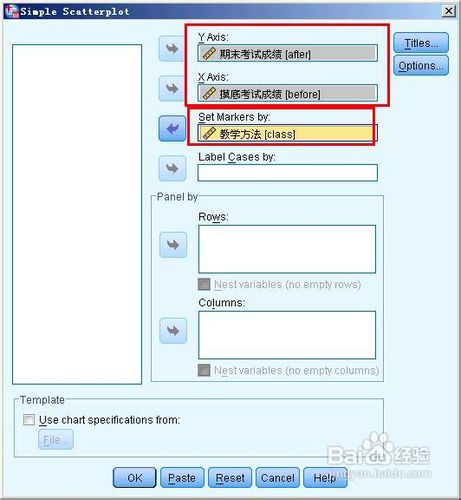 Simple Scatterplot
Y Axis:
期末考试成绩 [after]
X Axis:
摸底考试成绩 [before]
Set Markers by:
教学方法 [class]
Label Cases by:
Titles...
Options...
Panel by
Rows:
Nest variables (no empty rows)
Columns:
Nest variables (no empty columns)
Template
Use chart specifications from:
File...
OK
Paste
Reset
Cancel
Help
Baidu 经验
jingyan.baidu.com